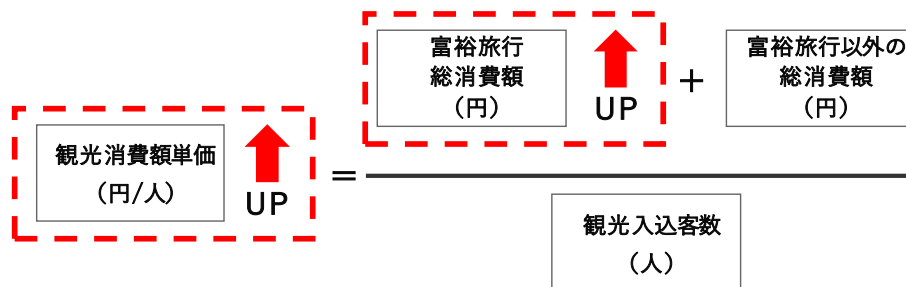 観光消費額単価
（円/人）
UP
=
富裕旅行
総消費額
（円）
UP
+
富裕旅行以外の
総消費額
（円）
観光入込客数
（人）